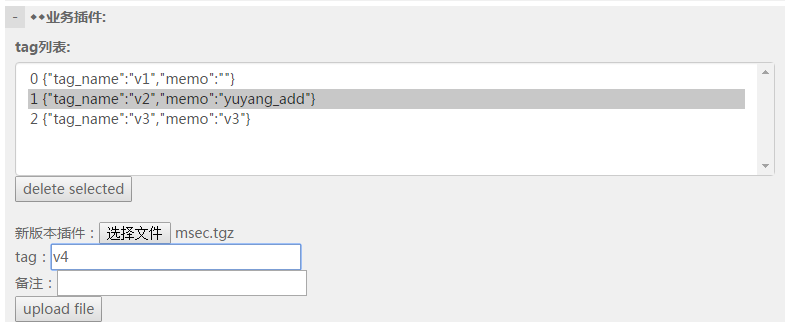 - ◆◆业务插件:
tag列表:
0 {"tag_name":"v1","memo":""}
1 {"tag_name":"v2","memo":"yuyang_add"}
2 {"tag_name":"v3","memo":"v3"}
delete selected
新版本插件：选择文件 msec.tgz
tag：v4
备注：
upload file